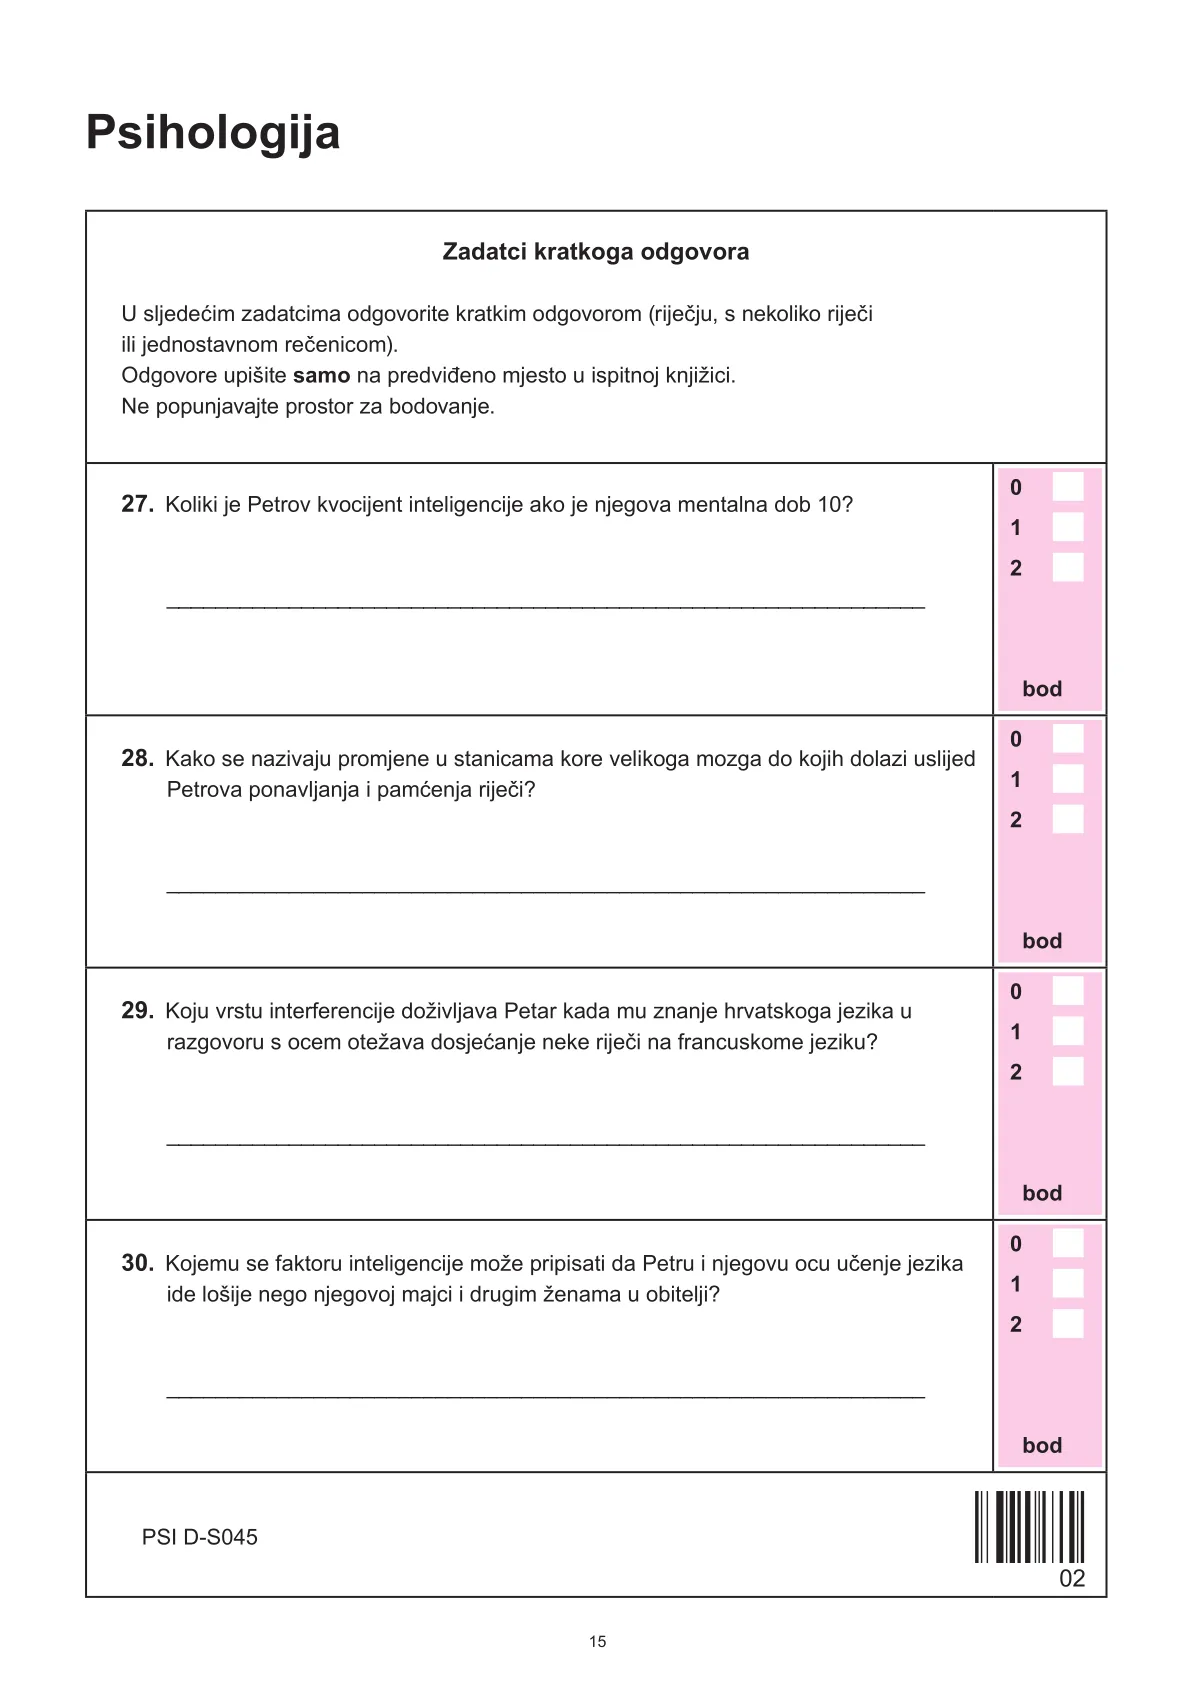 Psihologija
Zadatci kratkoga odgovora
U sljedećim zadatcima odgovorite kratkim odgovorom (riječju, s nekoliko riječi
ili jednostavnom rečenicom).
Odgovore upišite samo na predviđeno mjesto u ispitnoj knjižici.
Ne popunjavajte prostor za bodovanje.
27. Koliki je Petrov kvocijent inteligencije ako je njegova mentalna dob 10?
0
1
2
bod
28. Kako se nazivaju promjene u stanicama kore velikoga mozga do kojih dolazi uslijed
Petrova ponavljanja i pamćenja riječi?
0
1
2
bod
29. Koju vrstu interferencije doživljava Petar kada mu znanje hrvatskoga jezika u
razgovoru s ocem otežava dosjećanje neke riječi na francuskome jeziku?
0
1
2
bod
30. Kojemu se faktoru inteligencije može pripisati da Petru i njegovu ocu učenje jezika
ide lošije nego njegovoj majci i drugim ženama u obitelji?
0
1
2
bod
PSI D-S045
02
15